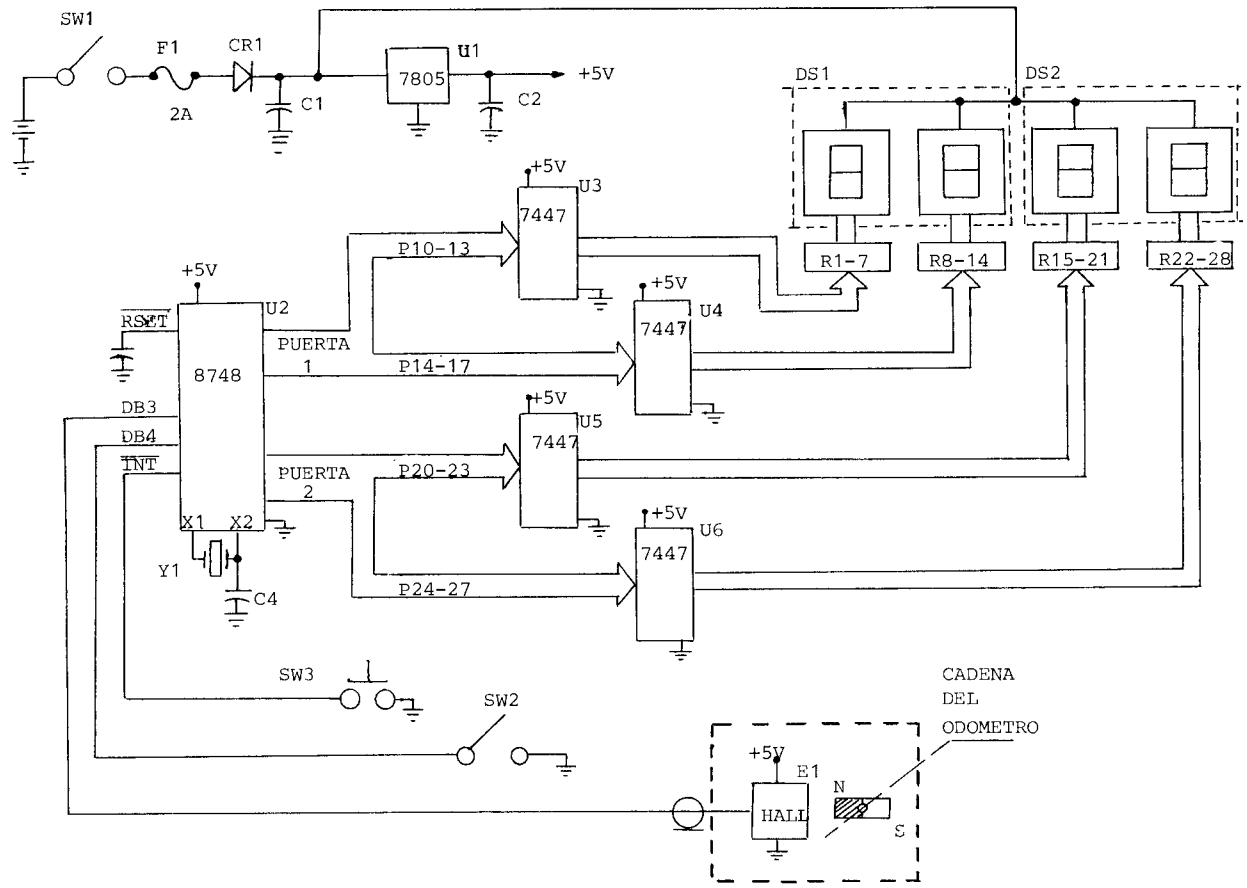 SW1
F1
CR1
U1
7805
+5V
2A
C1
C2
DS1
DS2
+5V
U3
7447
P10-13
R1-7
R8-14
R15-21
R22-28
+5V
+5V
U2
RSET
PUERTA
1
8748
P14-17
U4
7447
DB3
DB4
INT
+5V
U5
7447
PUERTA
2
P20-23
X1
X2
+5V
U6
7447
Y1
C4
P24-27
SW3
SW2
CADENA
DEL
ODOMETRO
+5V
E1
HALL
N
S